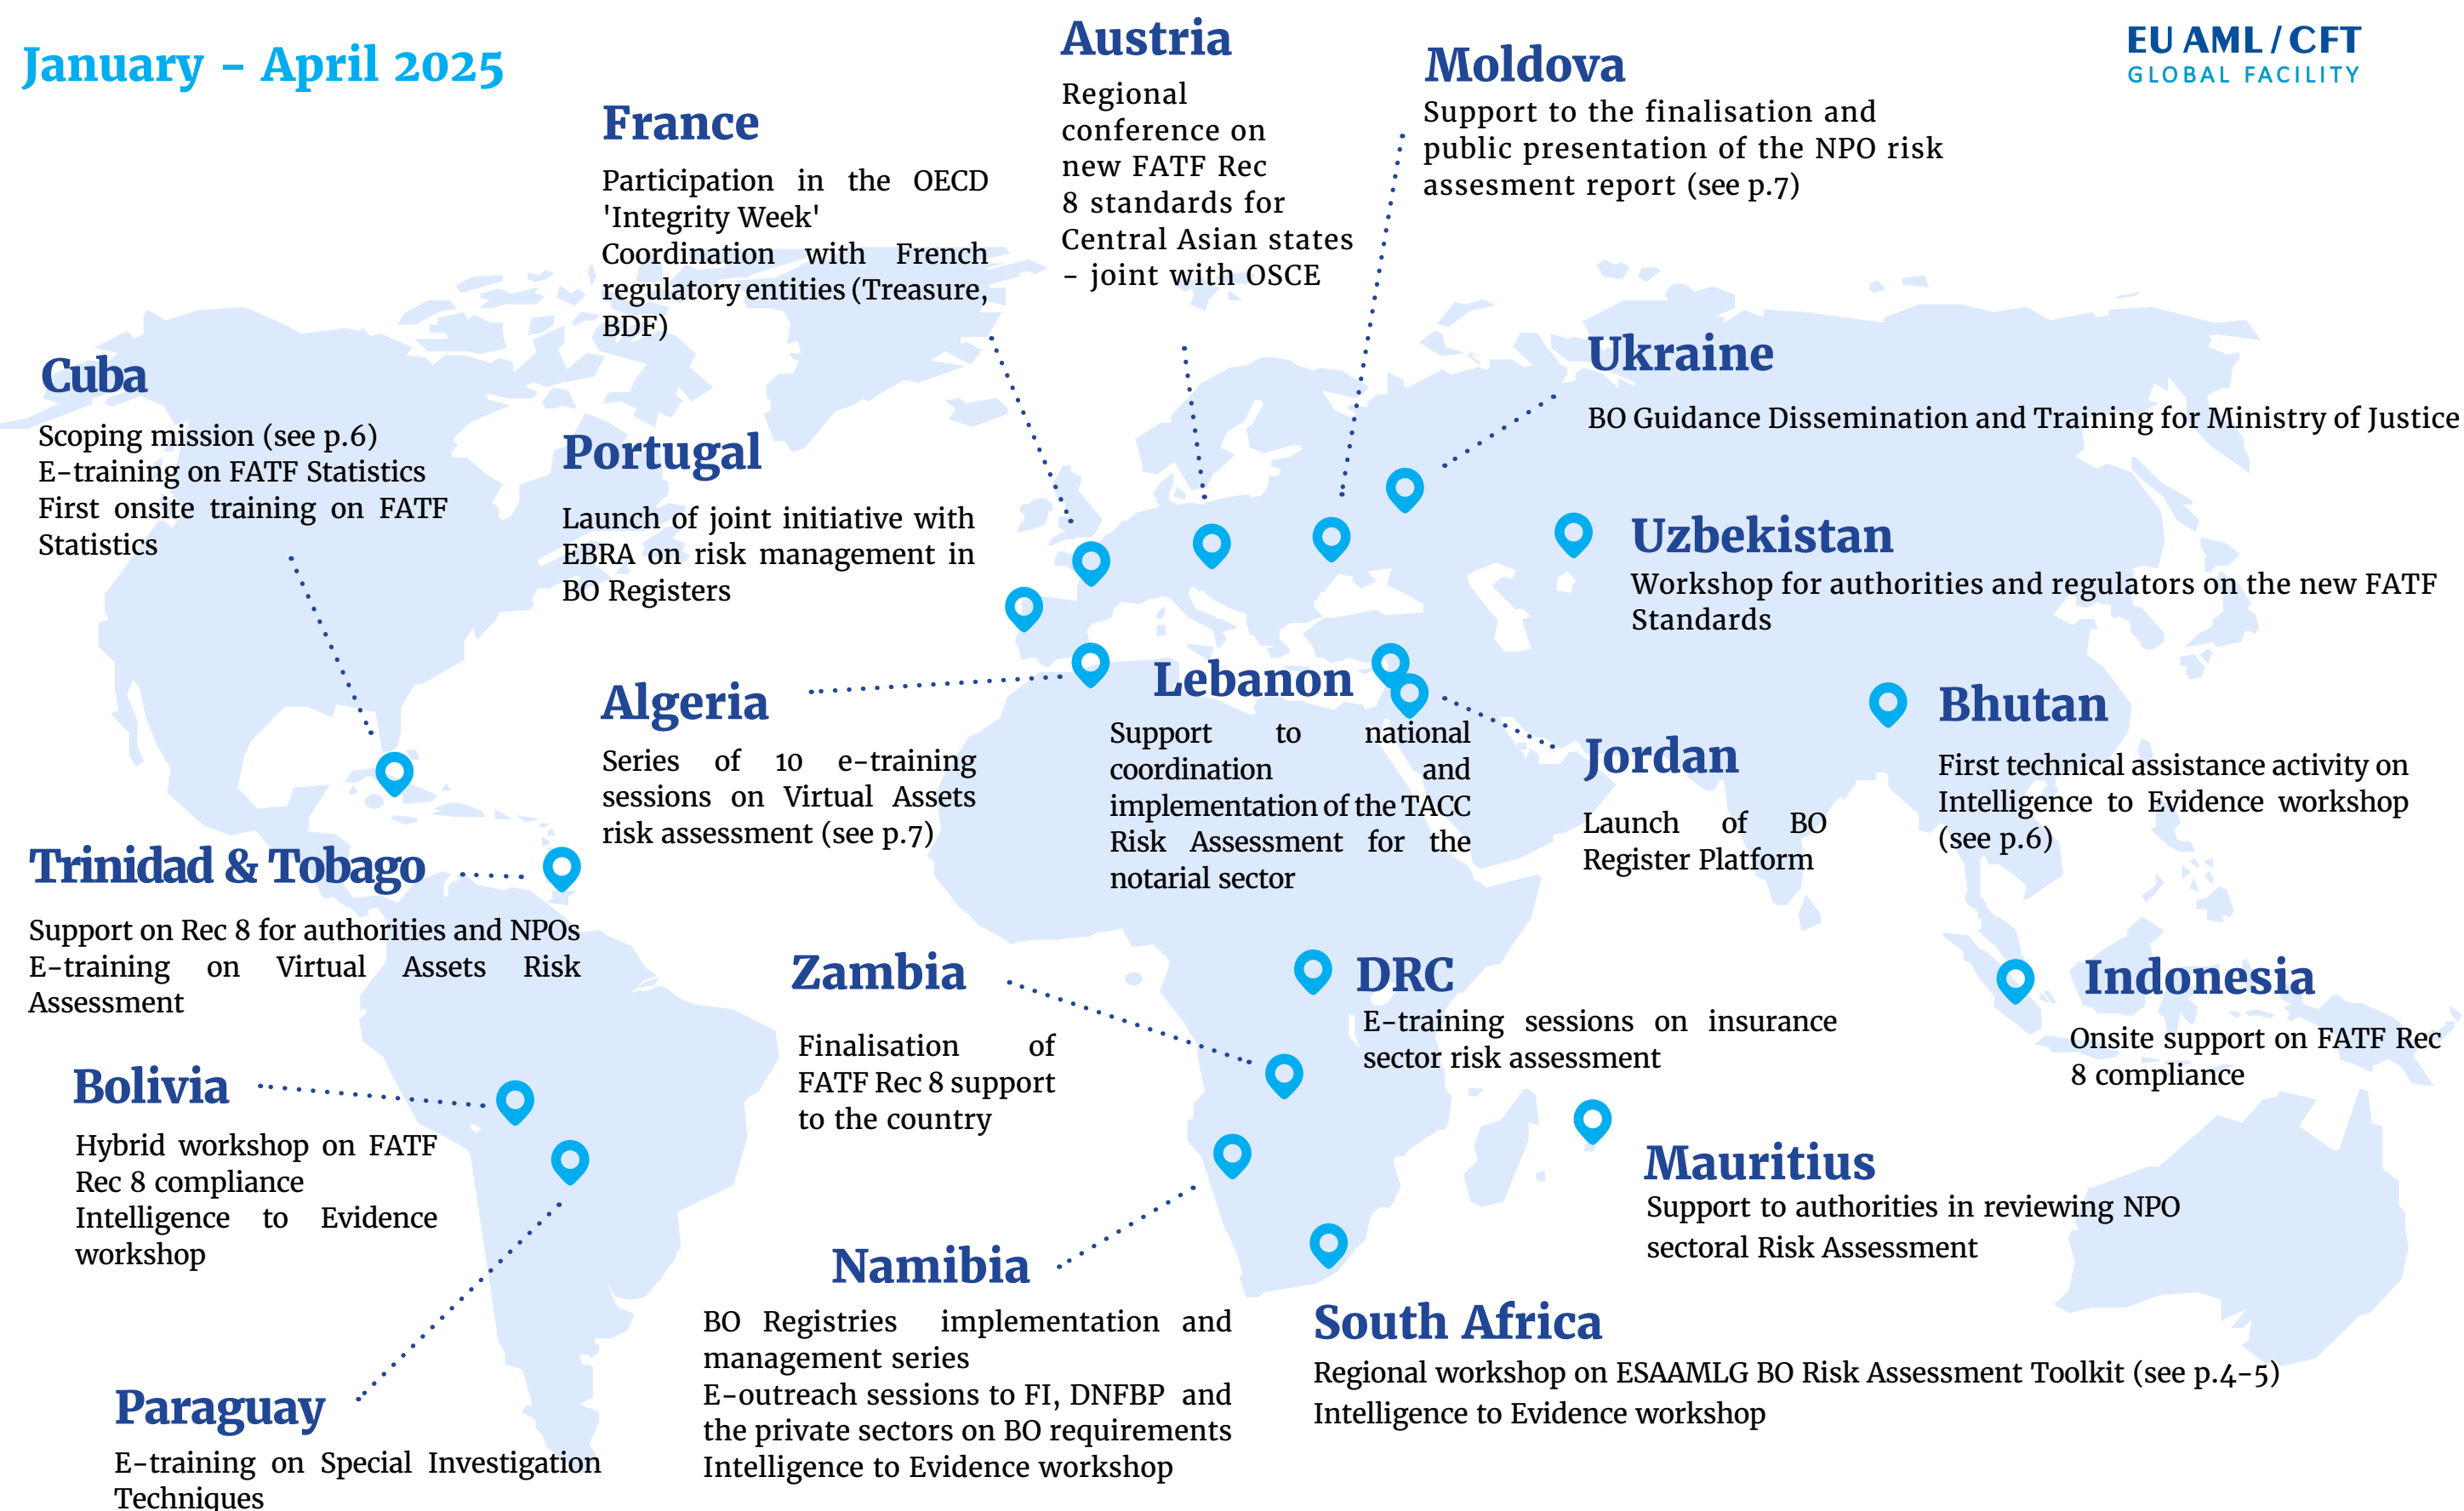 January - April 2025
EU AML / CFT
GLOBAL FACILITY
France
Participation in the OECD
'Integrity Week'
Coordination with French
regulatory entities (Treasure,
BDF)
Austria
Regional
conference on
new FATF Rec
8 standards for
Central Asian states
- joint with OSCE
Moldova
Support to the finalisation and
public presentation of the NPO risk
assesment report (see p.7)
Cuba
Scoping mission (see p.6)
E-training on FATF Statistics
First onsite training on FATF
Statistics
Portugal
Launch of joint initiative with
EBRA on risk management in
BO Registers
Ukraine
BO Guidance Dissemination and Training for Ministry of Justice
Uzbekistan
Workshop for authorities and regulators on the new FATF
Standards
Algeria
Series of 10 e-training
sessions on Virtual Assets
risk assessment (see p.7)
Lebanon
Support to national
coordination and
implementation of the TACC
Risk Assessment for the
notarial sector
Jordan
Launch of BO
Register Platform
Bhutan
First technical assistance activity on
Intelligence to Evidence workshop
(see p.6)
Trinidad & Tobago
Support on Rec 8 for authorities and NPOs
E-training on Virtual Assets Risk
Assessment
Zambia
Finalisation of
FATF Rec 8 support
to the country
DRC
E-training sessions on insurance
sector risk assessment
Indonesia
Onsite support on FATF Rec
8 compliance
Bolivia
Hybrid workshop on FATF
Rec 8 compliance
Intelligence to Evidence
workshop
Mauritius
Support to authorities in reviewing NPO
sectoral Risk Assessment
Namibia
BO Registries implementation and
management series
E-outreach sessions to FI, DNFBP and
the private sectors on BO requirements
Intelligence to Evidence workshop
South Africa
Regional workshop on ESAAMLG BO Risk Assessment Toolkit (see p.4-5)
Intelligence to Evidence workshop
Paraguay
E-training on Special Investigation
Techniques